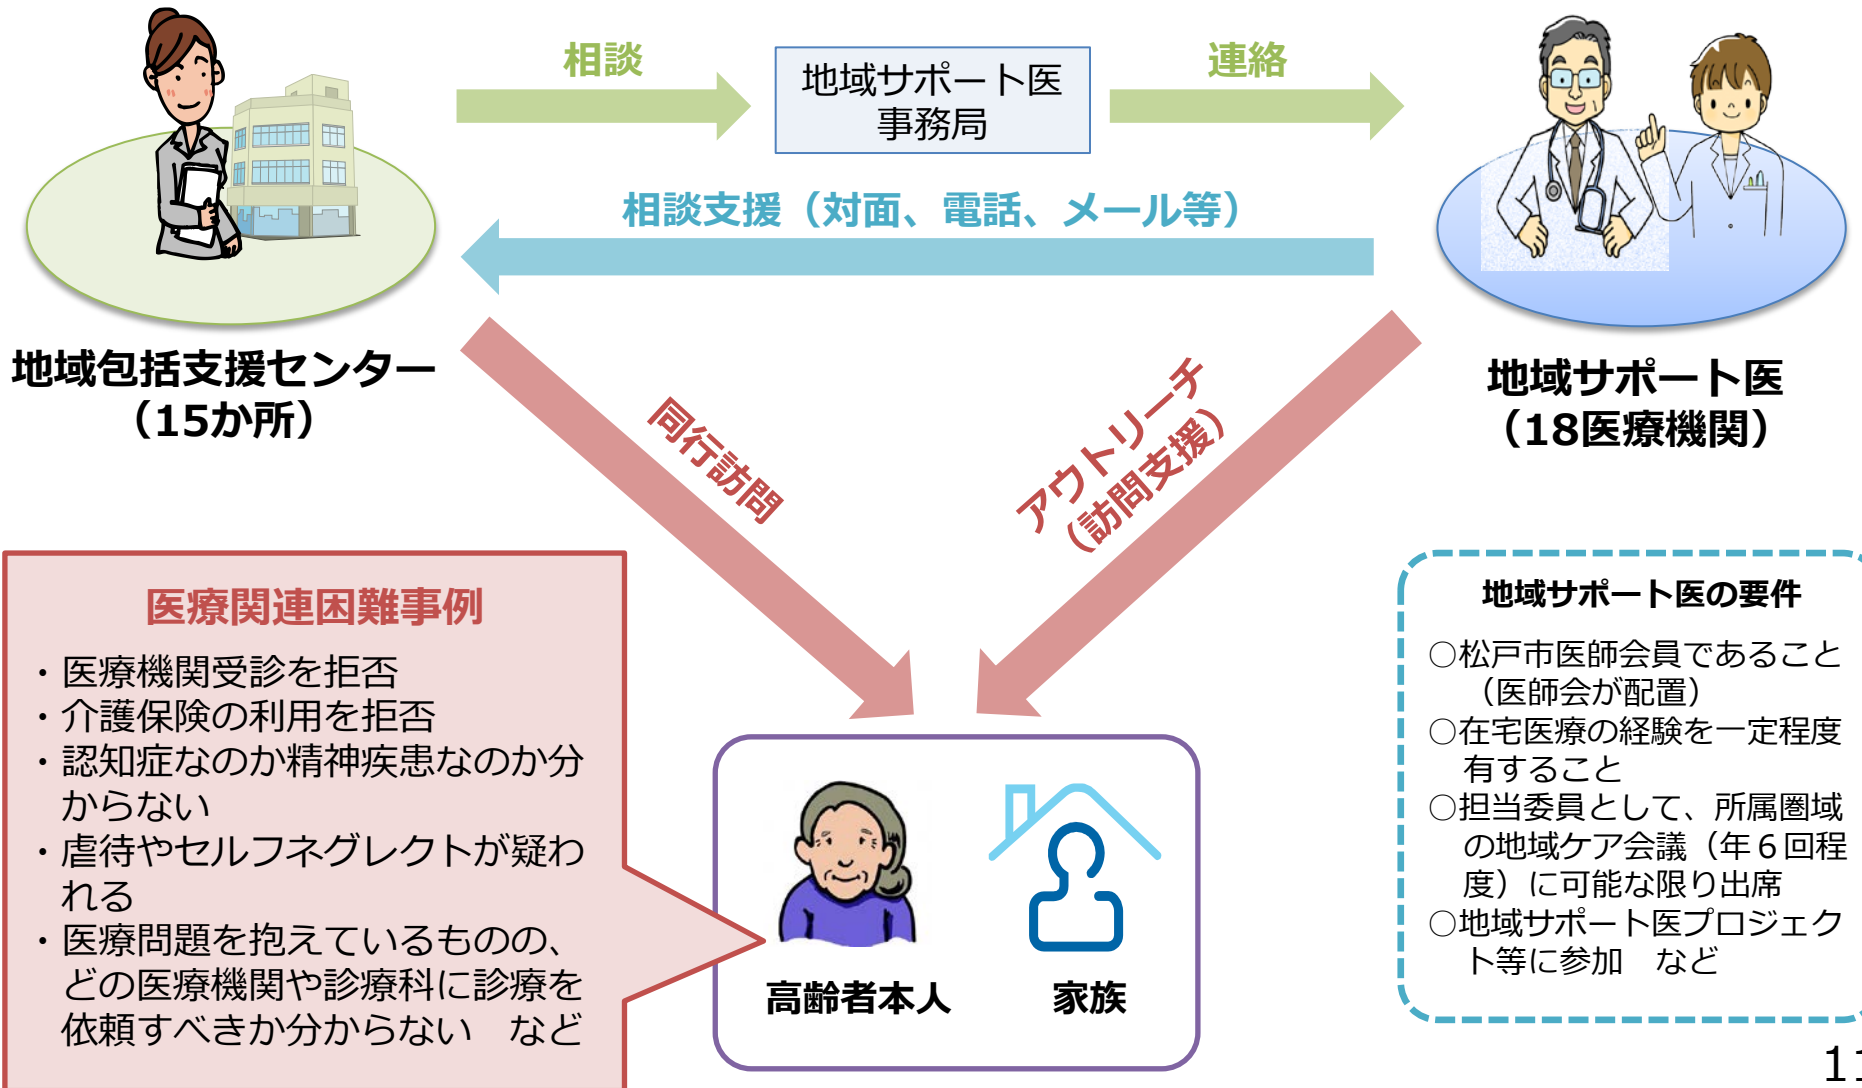 相談
地域サポート医
事務局
連絡
相談支援（対面、電話、メール等）
地域包括支援センター
（15か所）
地域サポート医
（18医療機関）
同行訪問
アウトリーチ
（訪問支援）
医療関連困難事例
・医療機関受診を拒否
・介護保険の利用を拒否
・認知症なのか精神疾患なのか分
からない
・虐待やセルフネグレクトが疑わ
れる
・医療問題を抱えているものの、
どの医療機関や診療科に診療を
依頼すべきか分からない　など
高齢者本人
家族
地域サポート医の要件
○松戸市医師会員であること
（医師会が配置）
○在宅医療の経験を一定程度
有すること
○担当委員として、所属圏域
の地域ケア会議（年６回程
度）に可能な限り出席
○地域サポート医プロジェク
ト等に参加　など